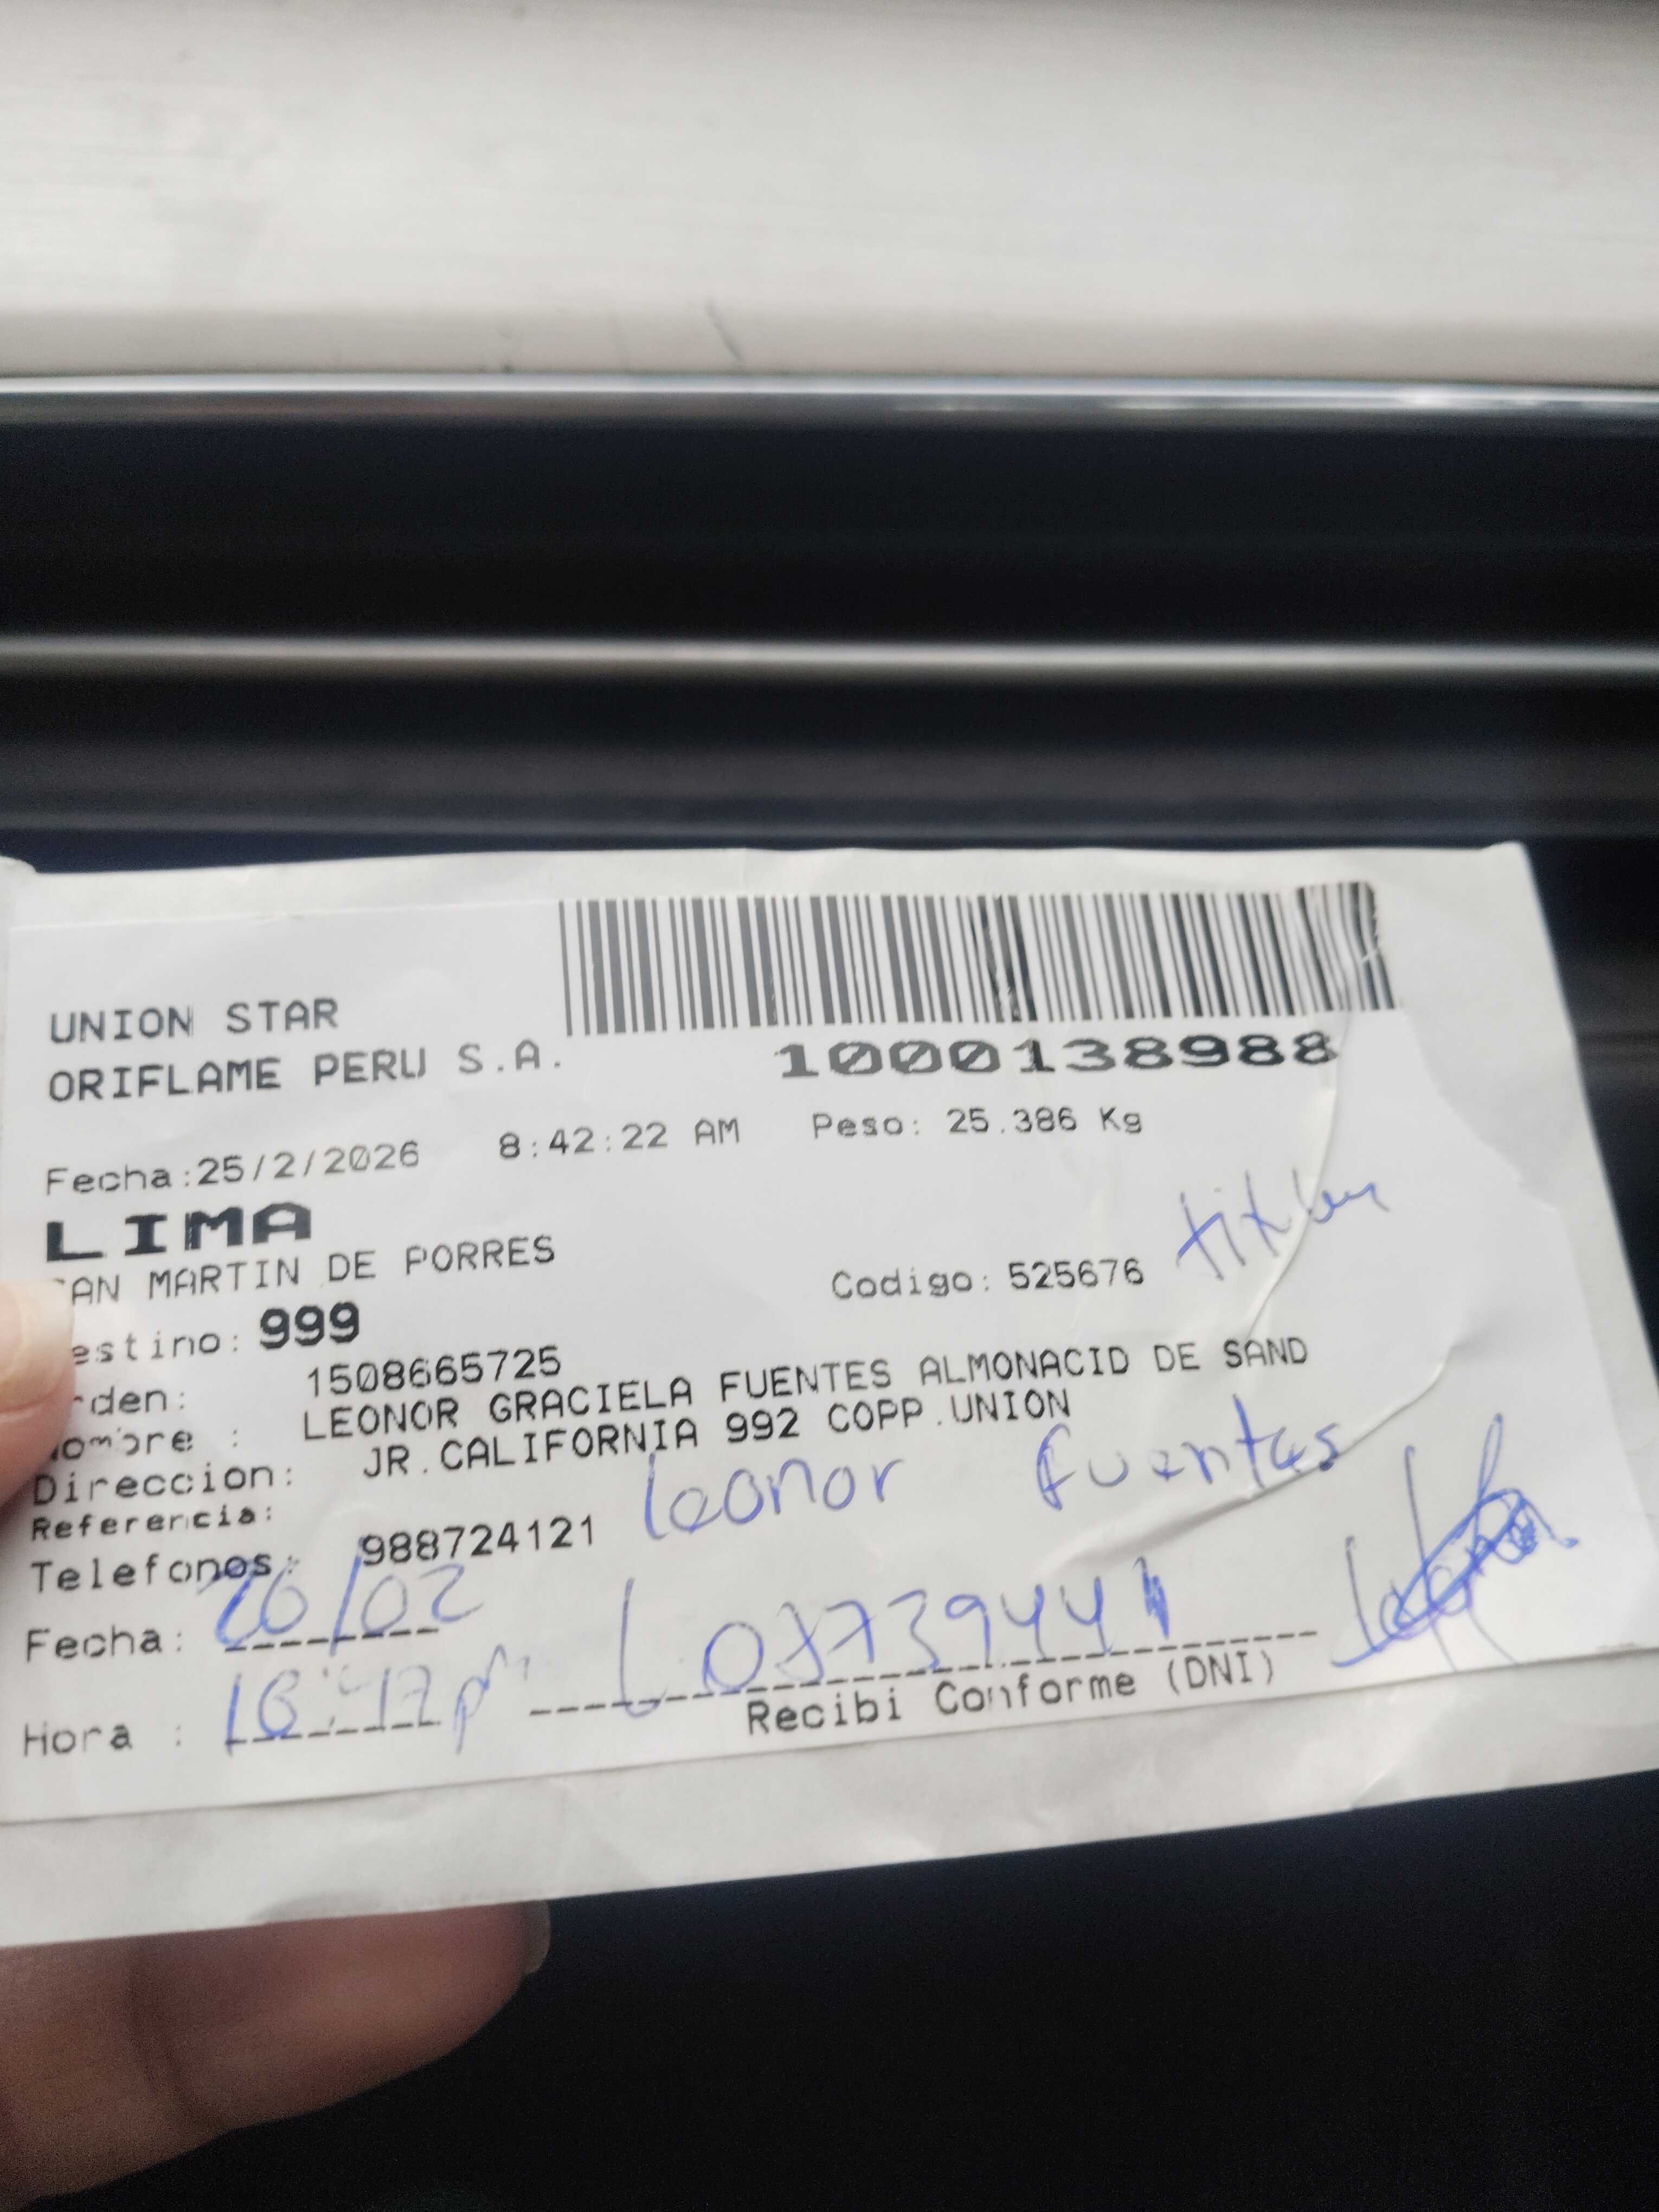 UNION STAR
ORIFLAME PERU S.A.
1000138988
Fecha:25/2/2026 8:42:22 AM Peso: 25.386 Kg
LIMA
SAN MARTIN DE PORRES
Codigo: 525676
estino: 999
rden: 1508665725
ombre : LEONOR GRACIELA FUENTES ALMONACID DE SAND
Direccion: JR.CALIFORNIA 992 COPP.UNION
Referencia:
leonor fuentes
Telefonos: 988724121
Fecha: 26/02
Hora :
Recibi Conforme (DNI)